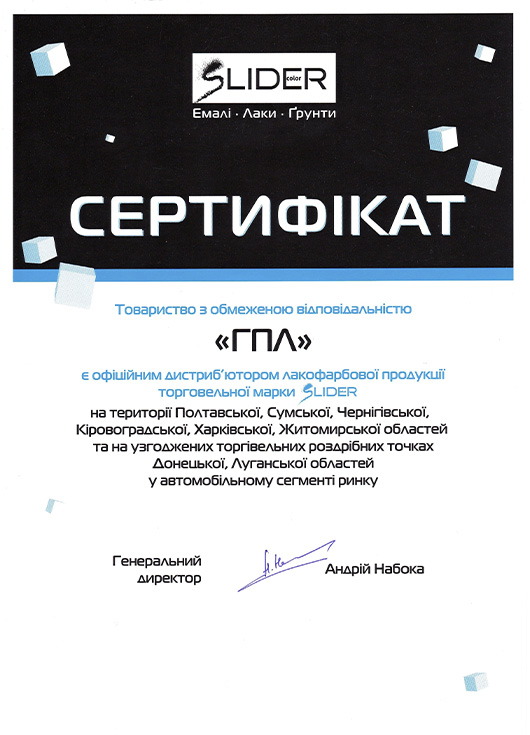 SLIDER
color
Емалі · Лаки · Ґрунти
СЕРТИФІКАТ
Товариство з обмеженою відповідальністю
«ГПЛ»
є офіційним дистриб’ютором лакофарбової продукції
торговельної марки SLIDER
на території Полтавської, Сумської, Чернігівської,
Кіровоградської, Харківської, Житомирської областей
та на узгоджених торгівельних роздрібних точках
Донецької, Луганської областей
у автомобільному сегменті ринку
Генеральний
директор
Андрій Набока